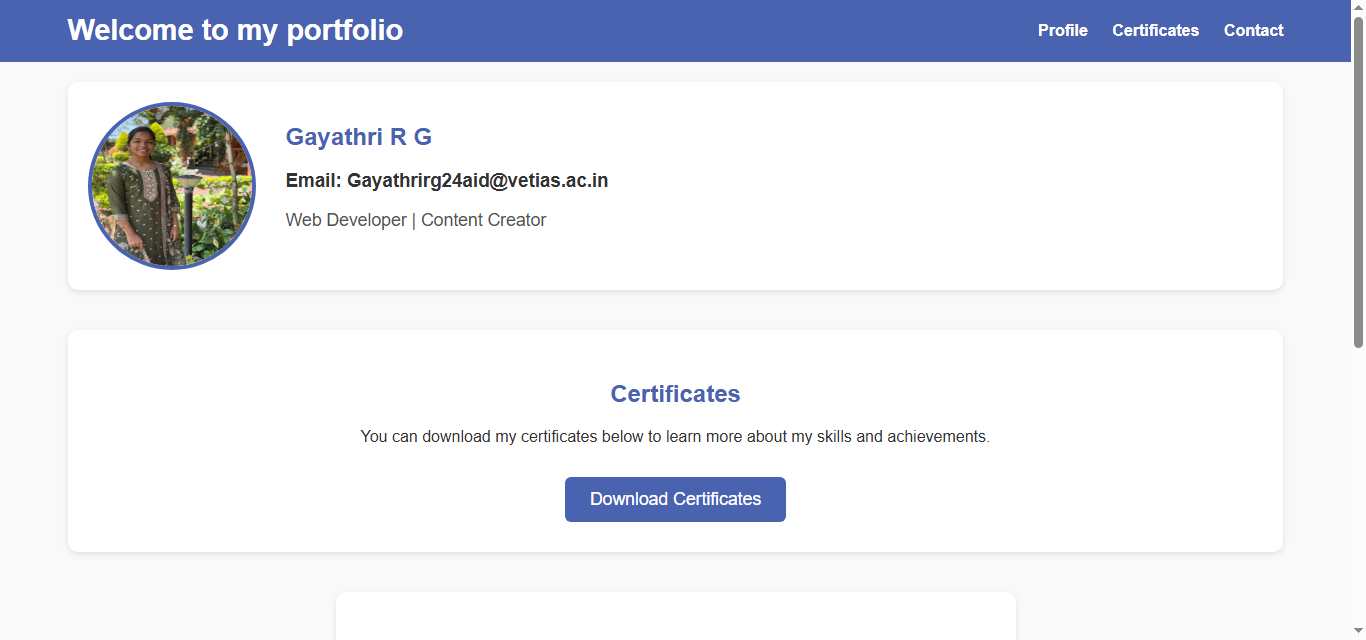 Welcome to my portfolio
Profile Certificates Contact
Gayathri R G
Email: Gayathrirg24aid@vetias.ac.in
Web Developer | Content Creator
Certificates
You can download my certificates below to learn more about my skills and achievements.
Download Certificates